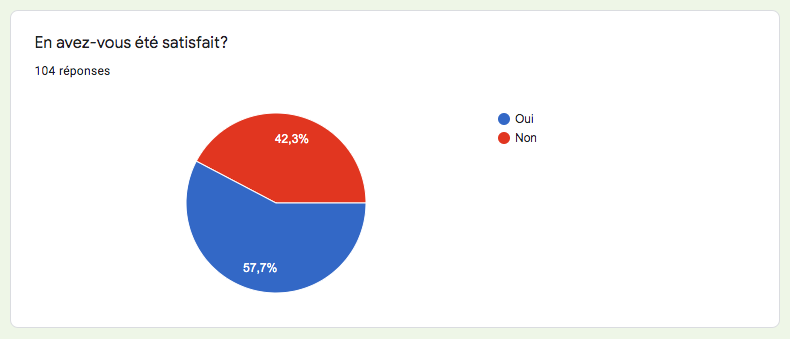 En avez-vous été satisfait?
104 réponses
Oui
Non
42,3%
57,7%